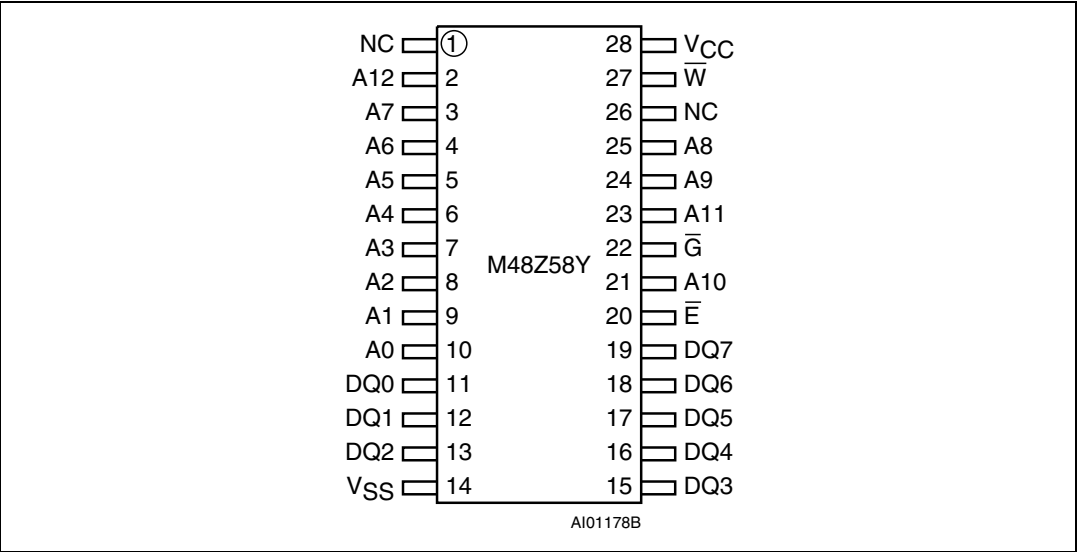 NC 1 28 VCC
A12 2 27 W̅
A7 3 26 NC
A6 4 25 A8
A5 5 24 A9
A4 6 23 A11
A3 7 22 G̅
M48Z58Y
A2 8 21 A10
A1 9 20 E̅
A0 10 19 DQ7
DQ0 11 18 DQ6
DQ1 12 17 DQ5
DQ2 13 16 DQ4
VSS 14 15 DQ3
AI01178B